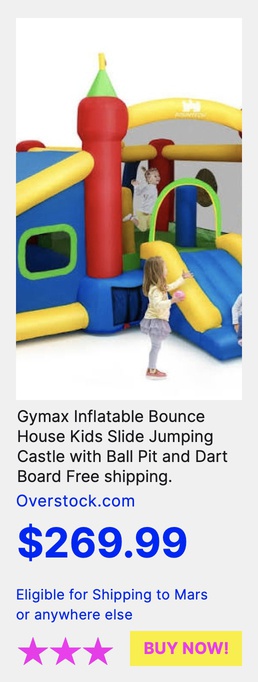 Gymax Inflatable Bounce
House Kids Slide Jumping
Castle with Ball Pit and Dart
Board Free shipping.
Overstock.com
$269.99
Eligible for Shipping to Mars
or anywhere else
BUY NOW!